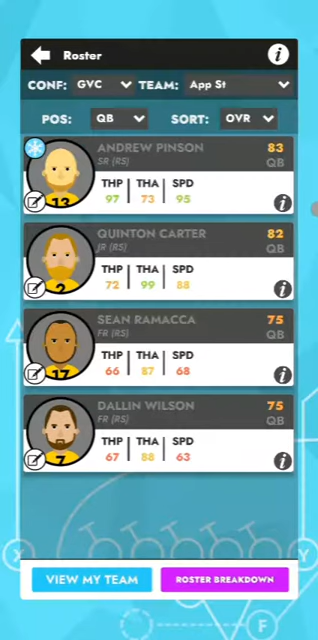 Roster i
CONF: GVC TEAM: App St
POS: QB SORT: OVR
ANDREW PINSON 83
SR (RS) QB
THP THA SPD
13 97 73 95 i
QUINTON CARTER 82
JR (RS) QB
THP THA SPD
2 72 99 88 i
SEAN RAMACCA 75
FR (RS) QB
THP THA SPD
17 66 87 68 i
DALLIN WILSON 75
FR (RS) QB
THP THA SPD
7 67 88 63 i
X Y
VIEW MY TEAM ROSTER BREAKDOWN
F